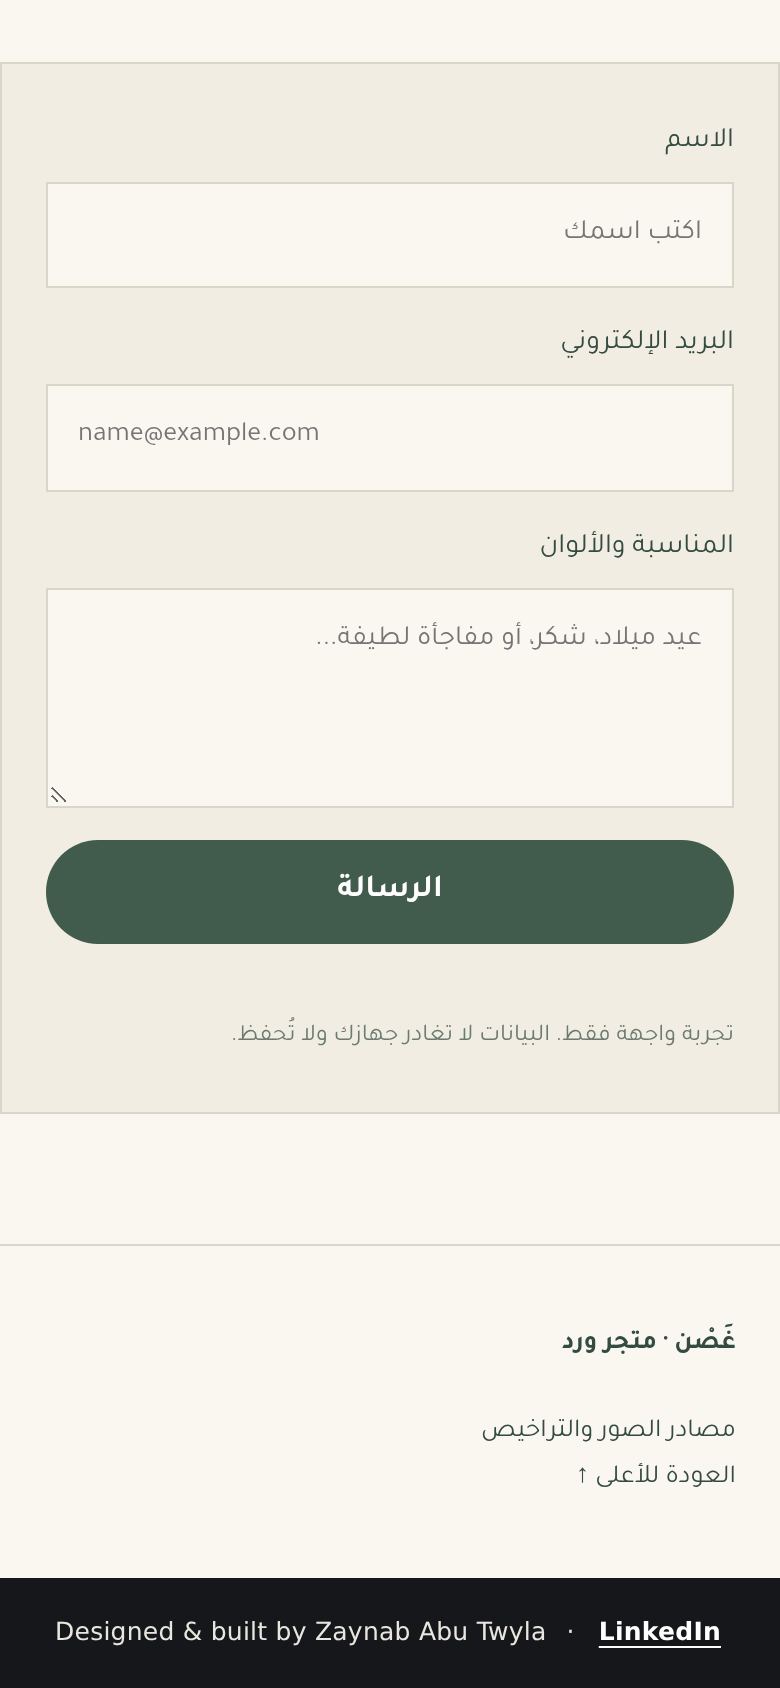 الاسم
اكتب اسمك
البريد الإلكتروني
name@example.com
المناسبة والألوان
عيد ميلاد، شكر، أو مفاجأة لطيفة...
الرسالة
تجربة واجهة فقط. البيانات لا تغادر جهازك ولا تُحفظ.
غَصْن · متجر ورد
مصادر الصور والتراخيص
العودة للأعلى ↑
Designed & built by Zaynab Abu Twyla · LinkedIn